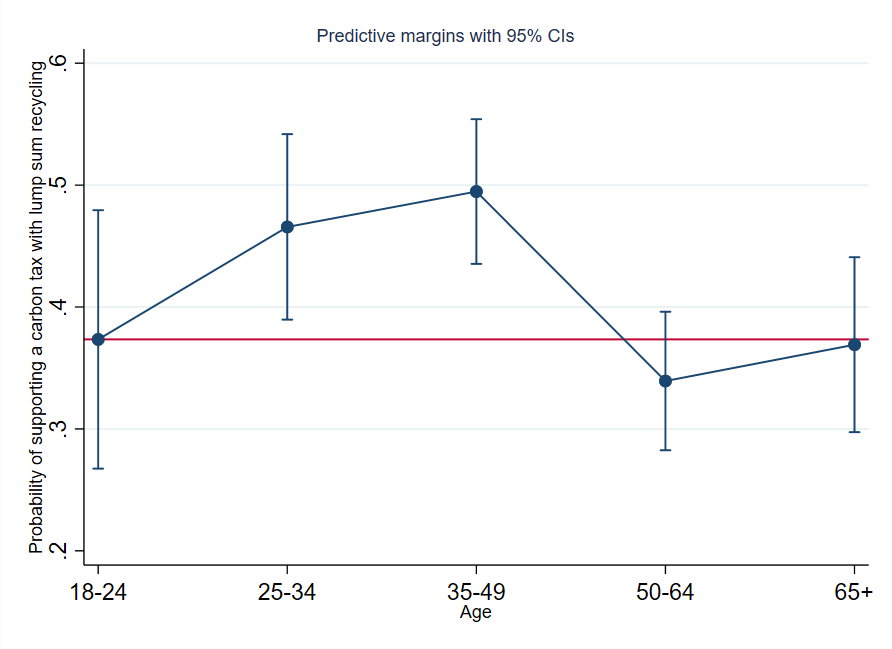 Predictive margins with 95% CIs
Probability of supporting a carbon tax with lump sum recycling
.6
.5
.4
.3
.2
18-24 25-34 35-49 50-64 65+
Age